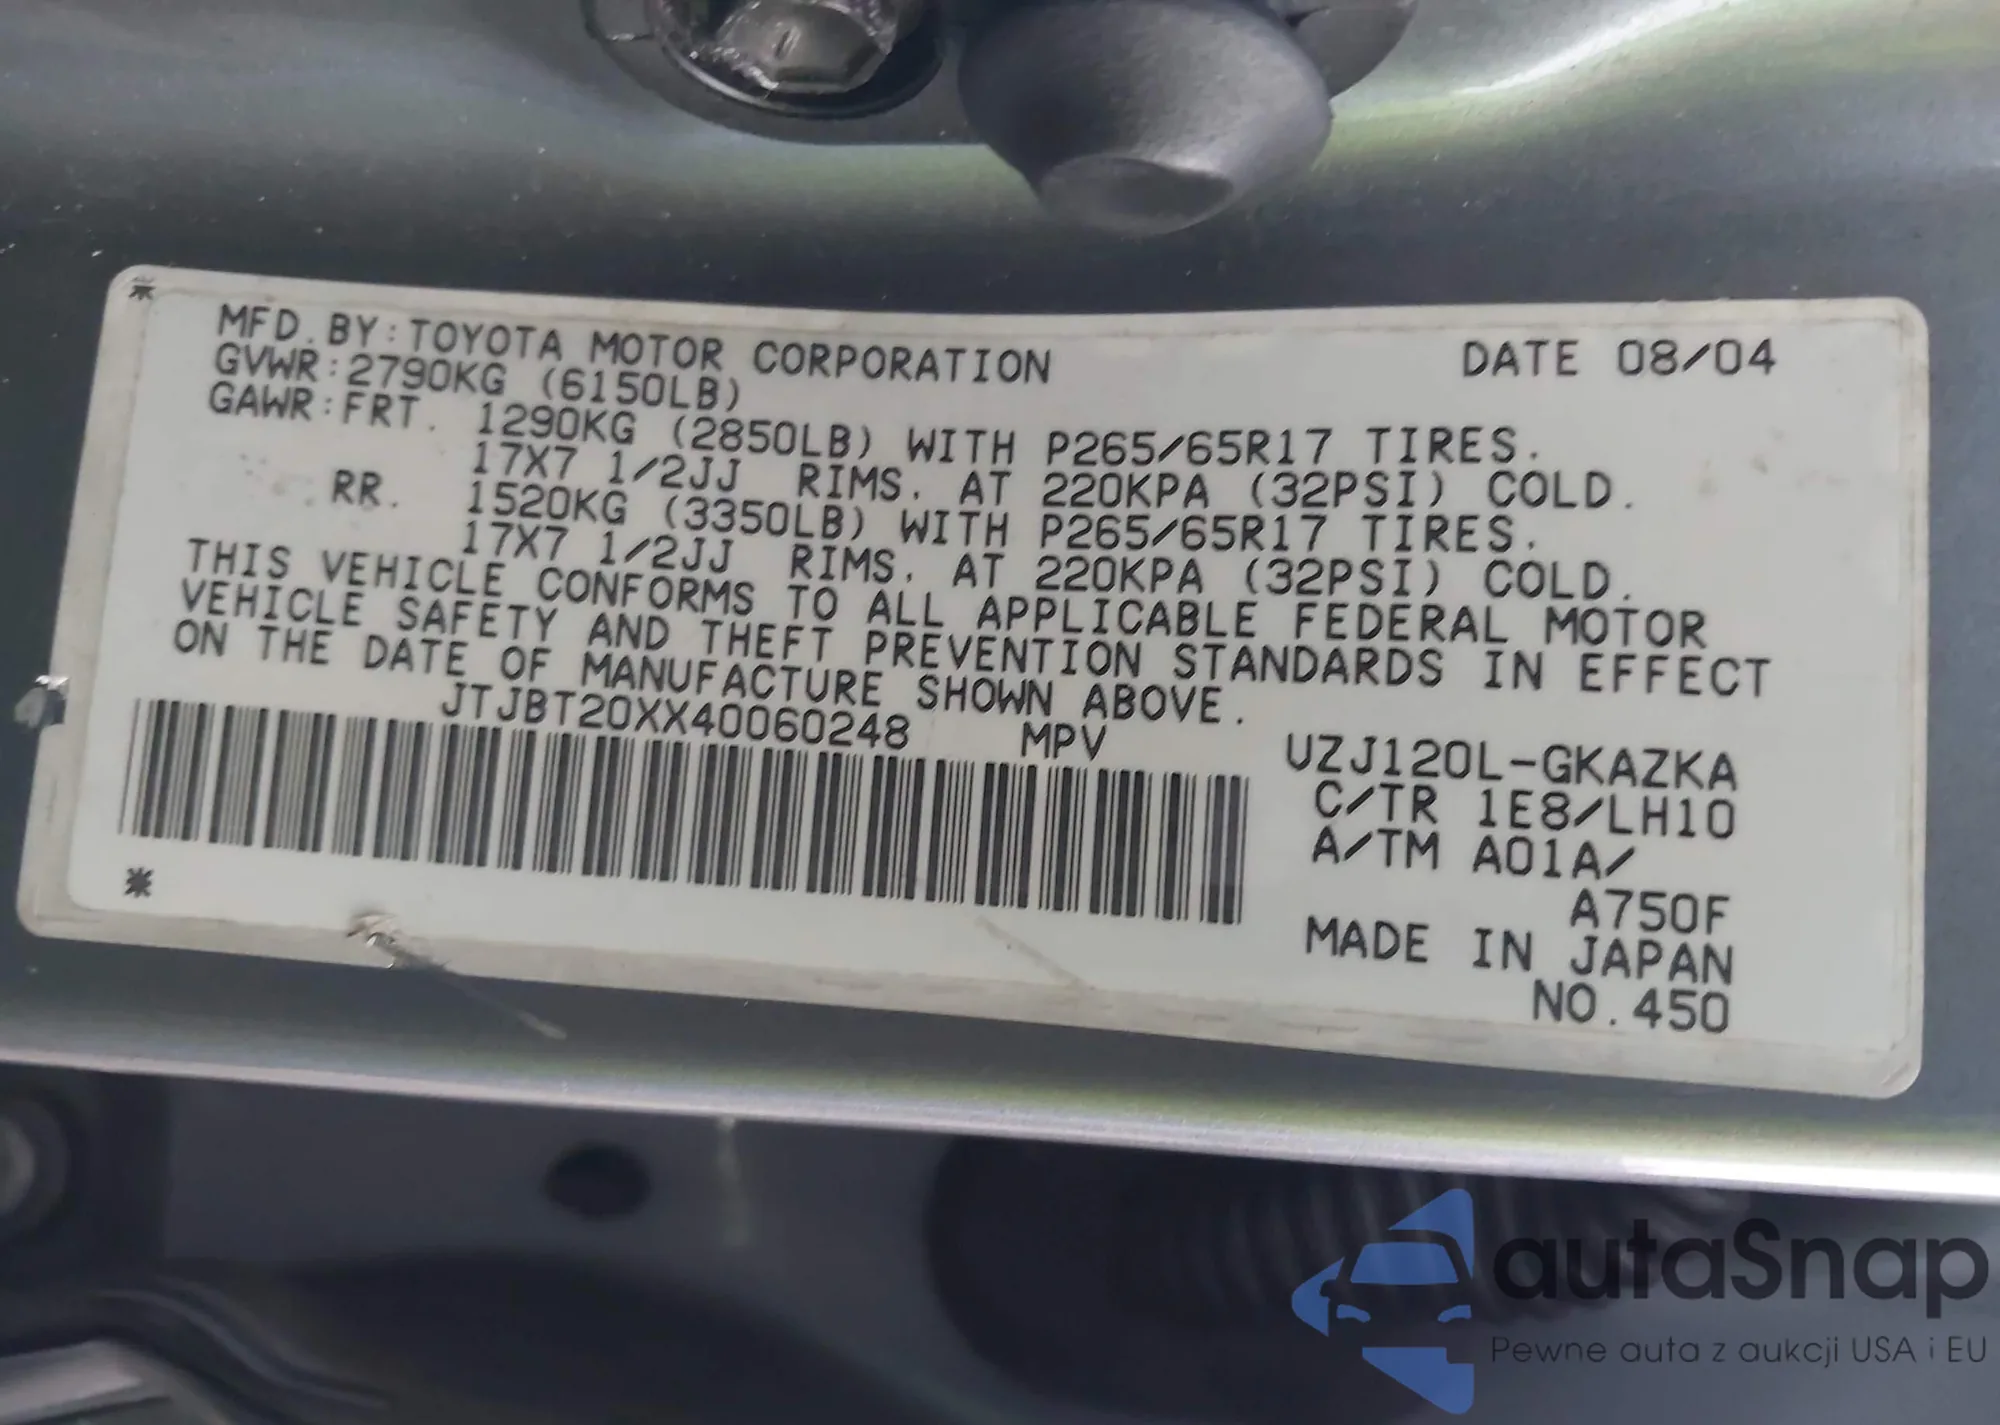 MFD. BY: TOYOTA MOTOR CORPORATION DATE 08/04
GVWR: 2790KG (6150LB)
GAWR: FRT. 1290KG (2850LB) WITH P265/65R17 TIRES.
17X7 1/2JJ RIMS. AT 220KPA (32PSI) COLD.
RR. 1520KG (3350LB) WITH P265/65R17 TIRES.
17X7 1/2JJ RIMS. AT 220KPA (32PSI) COLD.
THIS VEHICLE CONFORMS TO ALL APPLICABLE FEDERAL MOTOR
VEHICLE SAFETY AND THEFT PREVENTION STANDARDS IN EFFECT
ON THE DATE OF MANUFACTURE SHOWN ABOVE.
JTJBT20XX40060248 MPV
UZJ120L-GKAZKA
C/TR 1E8/LH10
A/TM A01A/
A750F
MADE IN JAPAN
NO.450
autaSnap
Pewne auta z aukcji USA i EU